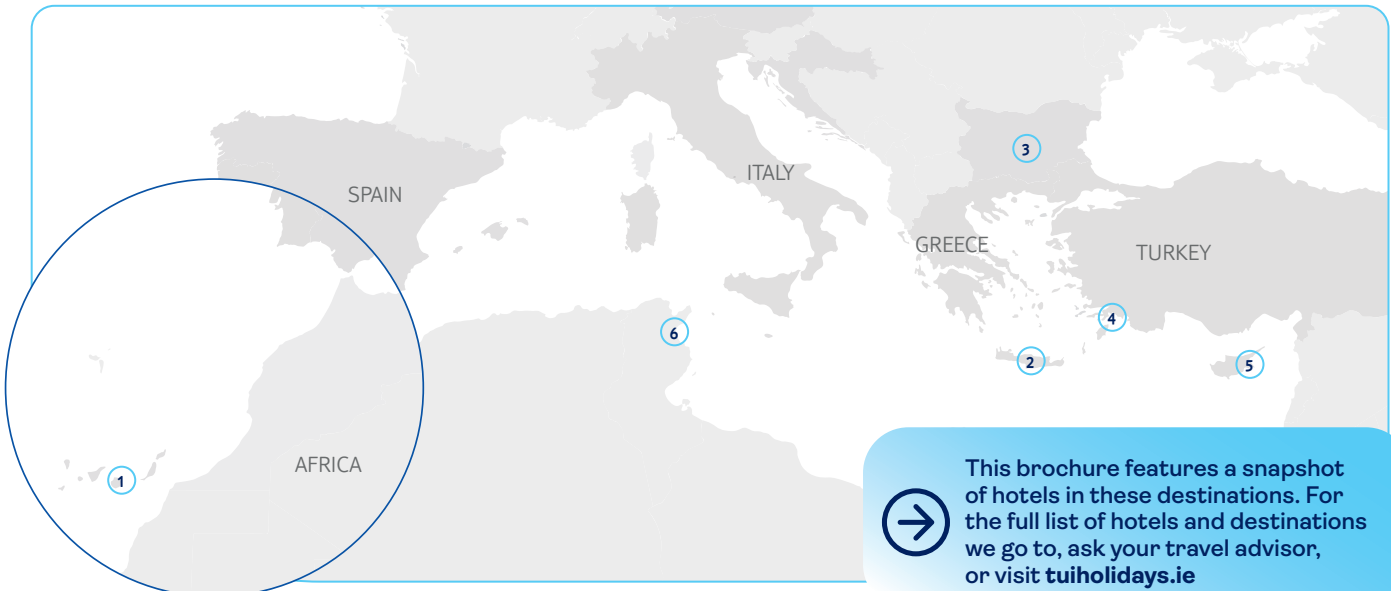 3
ITALY
SPAIN
GREECE
TURKEY
4
6
2
5
AFRICA
1
This brochure features a snapshot
of hotels in these destinations. For
the full list of hotels and destinations
we go to, ask your travel advisor,
or visit tuiholidays.ie